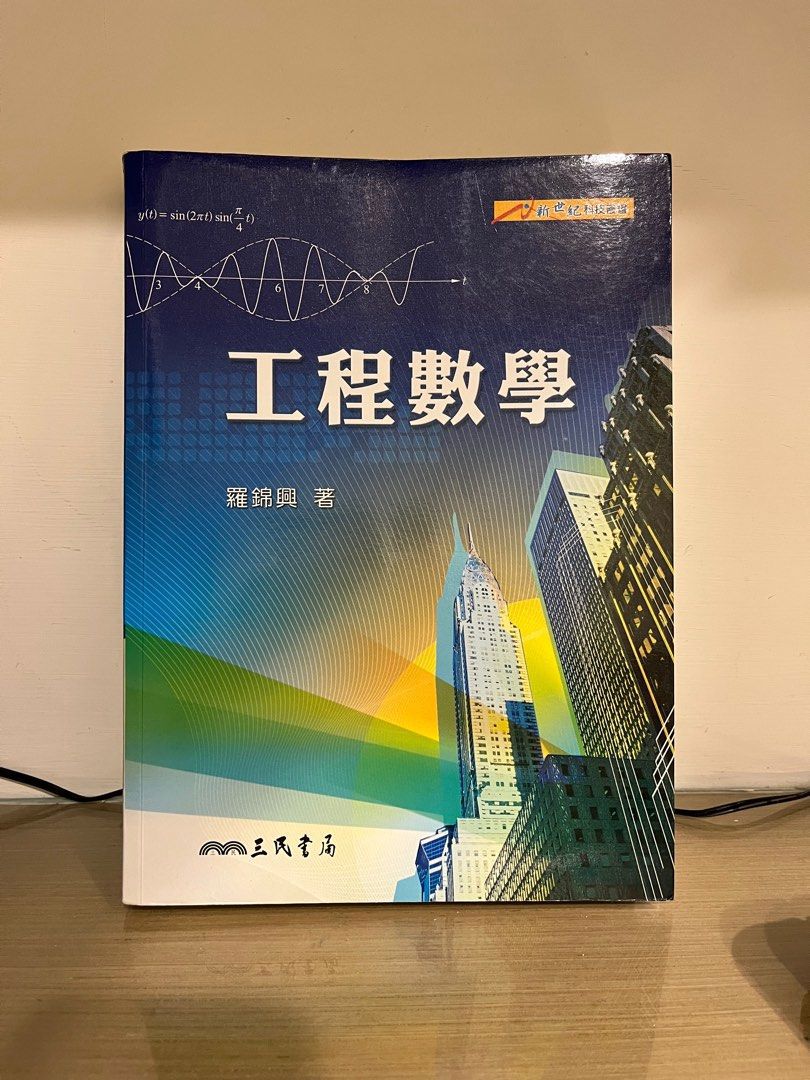 y(t) = sin(2πt) sin(π/4 t)
新世紀科技叢書
3 4 6 7 8 t
工程數學
羅錦興 著
三民書局